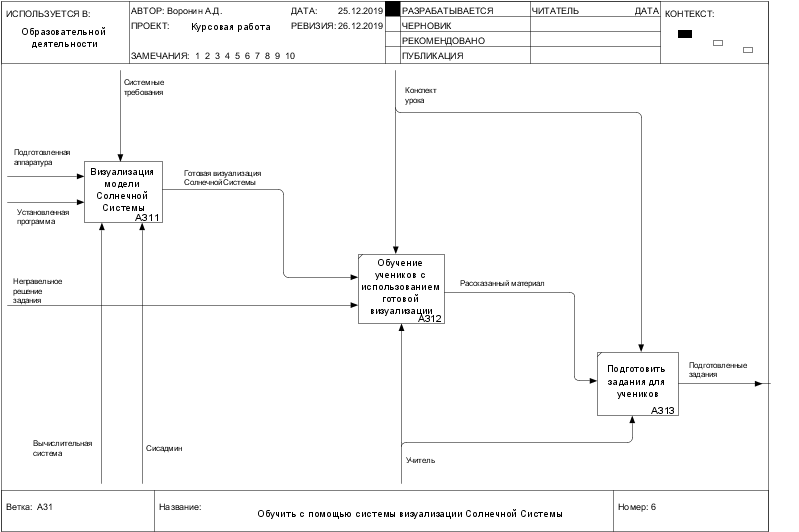 ИСПОЛЬЗУЕТСЯ В:
Образовательной
деятельности
АВТОР: Воронин А.Д.
ДАТА: 25.12.2019
ПРОЕКТ: Курсовая работа
РЕВИЗИЯ: 26.12.2019
ЗАМЕЧАНИЯ: 1 2 3 4 5 6 7 8 9 10
РАЗРАБАТЫВАЕТСЯ
ЧЕРНОВИК
РЕКОМЕНДОВАНО
ПУБЛИКАЦИЯ
ЧИТАТЕЛЬ
ДАТА
КОНТЕКСТ:
Системные
требования
Конспект
урока
Подготовленная
аппаратура
Установленная
программа
Визуализация
модели
Солнечной
Системы
A311
Готовая визуализация
Солнечной Системы
Неправельное
решение
задания
Обучение
учеников с
использованием
готовой
визуализации
A312
Рассказанный материал
Подготовить
задания для
учеников
A313
Подготовленные
задания
Вычислительная
система
Сисадмин
Учитель
Ветка: A31
Название:
Обучить с помощью системы визуализации Солнечной Системы
Номер: 6